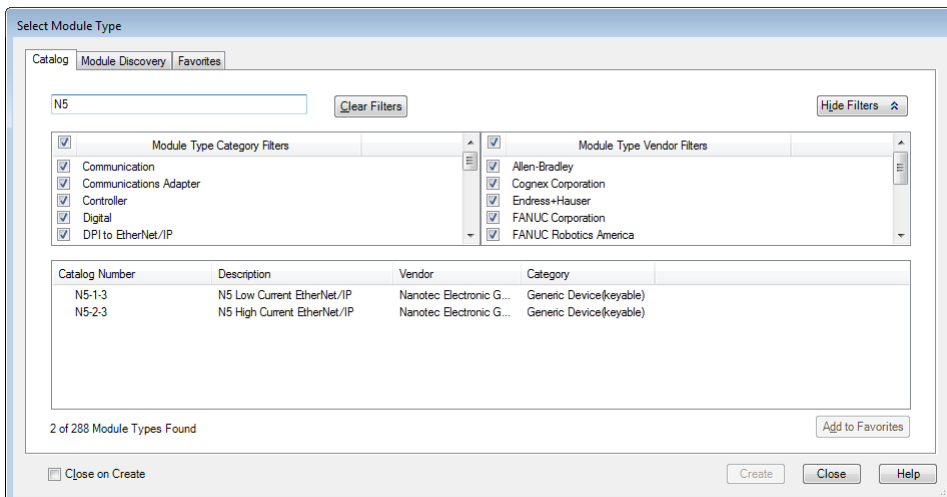 Select Module Type
Catalog Module Discovery Favorites
N5 Clear Filters Hide Filters
Module Type Category Filters Module Type Vendor Filters
Communication Allen-Bradley
Communications Adapter Cognex Corporation
Controller Endress+Hauser
Digital FANUC Corporation
DPI to EtherNet/IP FANUC Robotics America
Catalog Number Description Vendor Category
N5-1-3 N5 Low Current EtherNet/IP Nanotec Electronic G... Generic Device(keyable)
N5-2-3 N5 High Current EtherNet/IP Nanotec Electronic G... Generic Device(keyable)
2 of 288 Module Types Found Add to Favorites
Close on Create Create Close Help